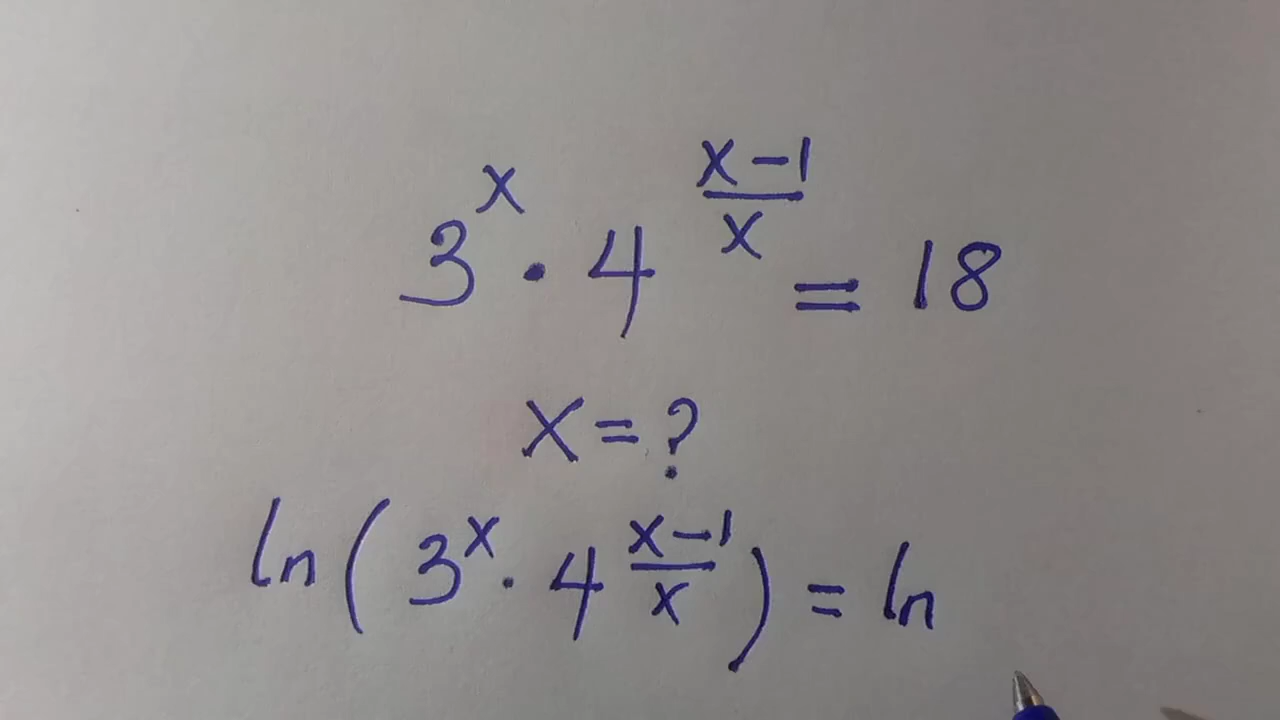 3^x · 4^((x-1)/x) = 18
x = ?
ln(3^x · 4^((x-1)/x)) = ln